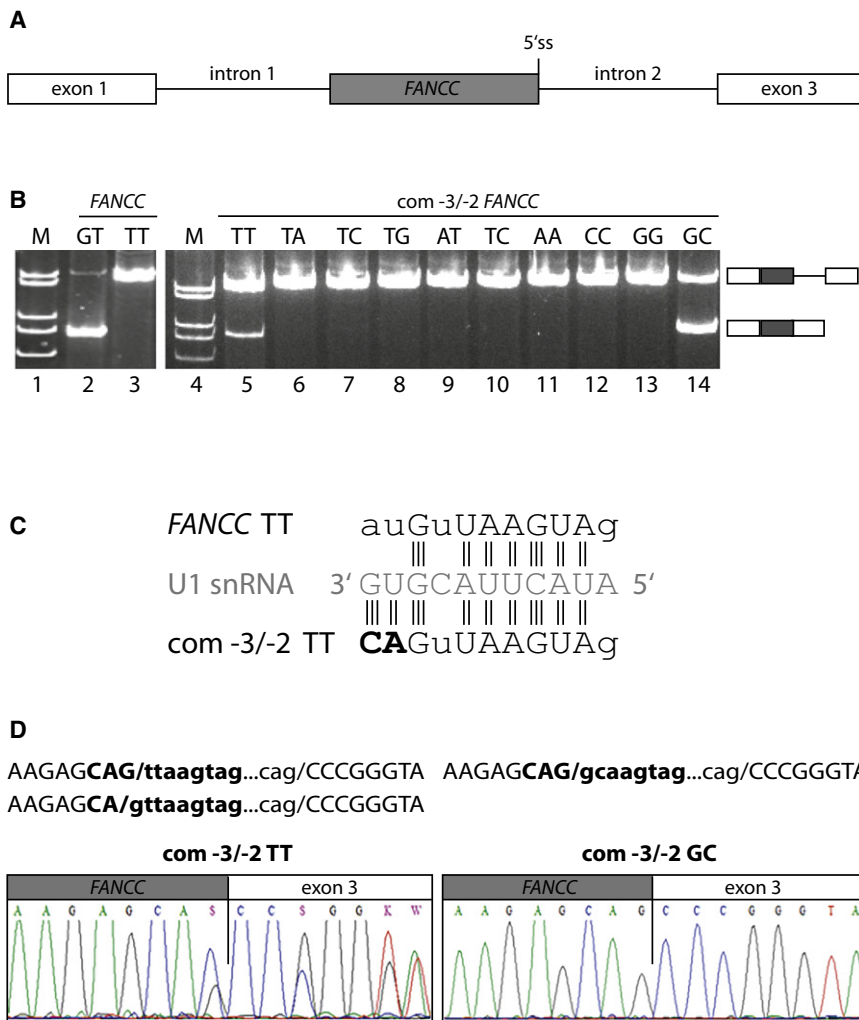 A
5‘ss
exon 1 intron 1 FANCC intron 2 exon 3
B
FANCC com -3/-2 FANCC
M GT TT M TT TA TC TG AT TC AA CC GG GC
1 2 3 4 5 6 7 8 9 10 11 12 13 14
C
FANCC TT auGuUAAGUAg
U1 snRNA 3‘ GUGCAUUCAUA 5‘
com -3/-2 TT CAGuUAAGUAg
D
AAGAGCAG/ttaagtag...cag/CCCGGGTA AAGAGCAG/gcaagtag...cag/CCCGGGTA
AAGAGCA/gttaagtag...cag/CCCGGGTA
com -3/-2 TT com -3/-2 GC
FANCC exon 3 FANCC exon 3
A A G A G C A S C C S G G K W A A G A G C A G C C C G G G T A